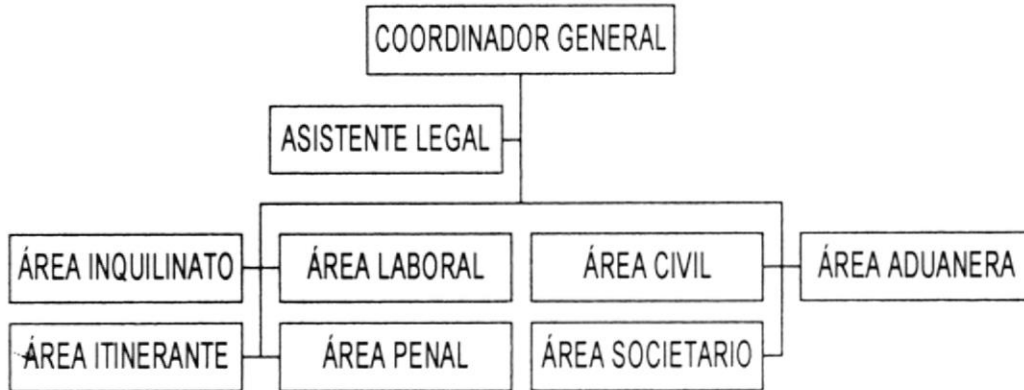 COORDINADOR GENERAL
ASISTENTE LEGAL
ÁREA INQUILINATO
ÁREA LABORAL
ÁREA CIVIL
ÁREA ADUANERA
ÁREA ITINERANTE
ÁREA PENAL
ÁREA SOCIETARIO